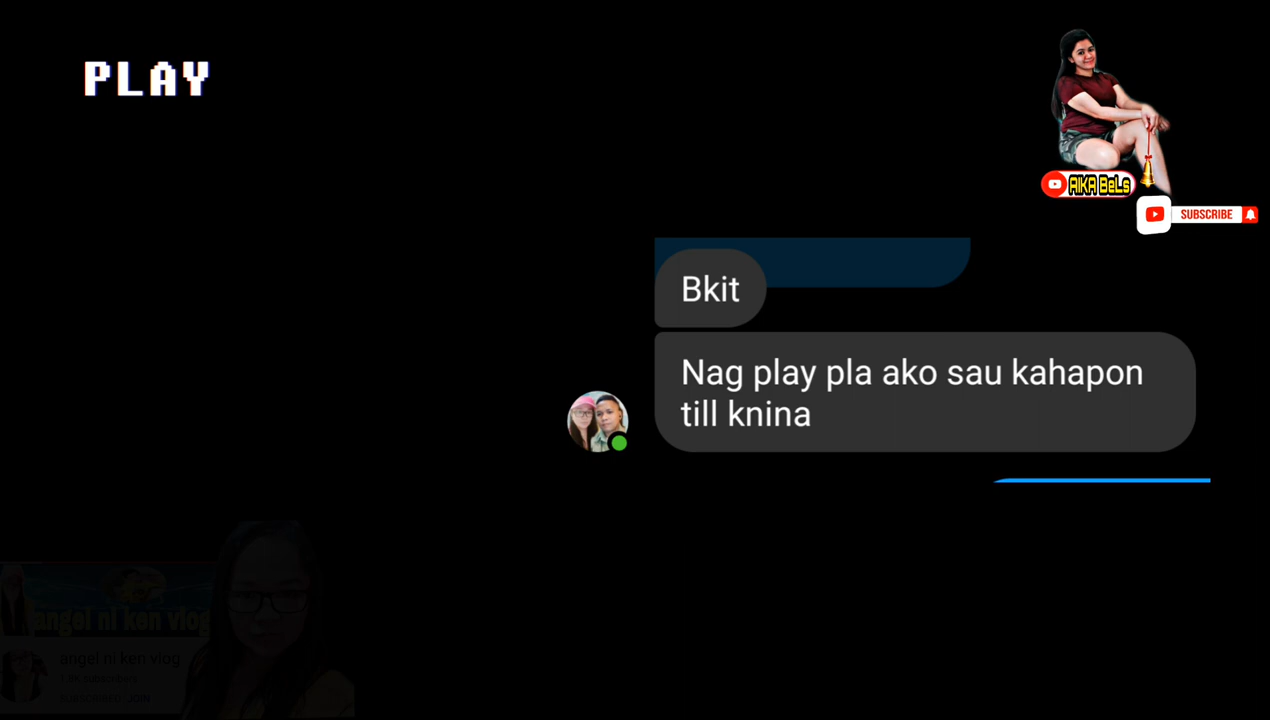 PLAY
AIKA BeLs
SUBSCRIBE
Bkit
Nag play pla ako sau kahapon
till knina
angel ni ken vlog
angel ni ken vlog
JOIN